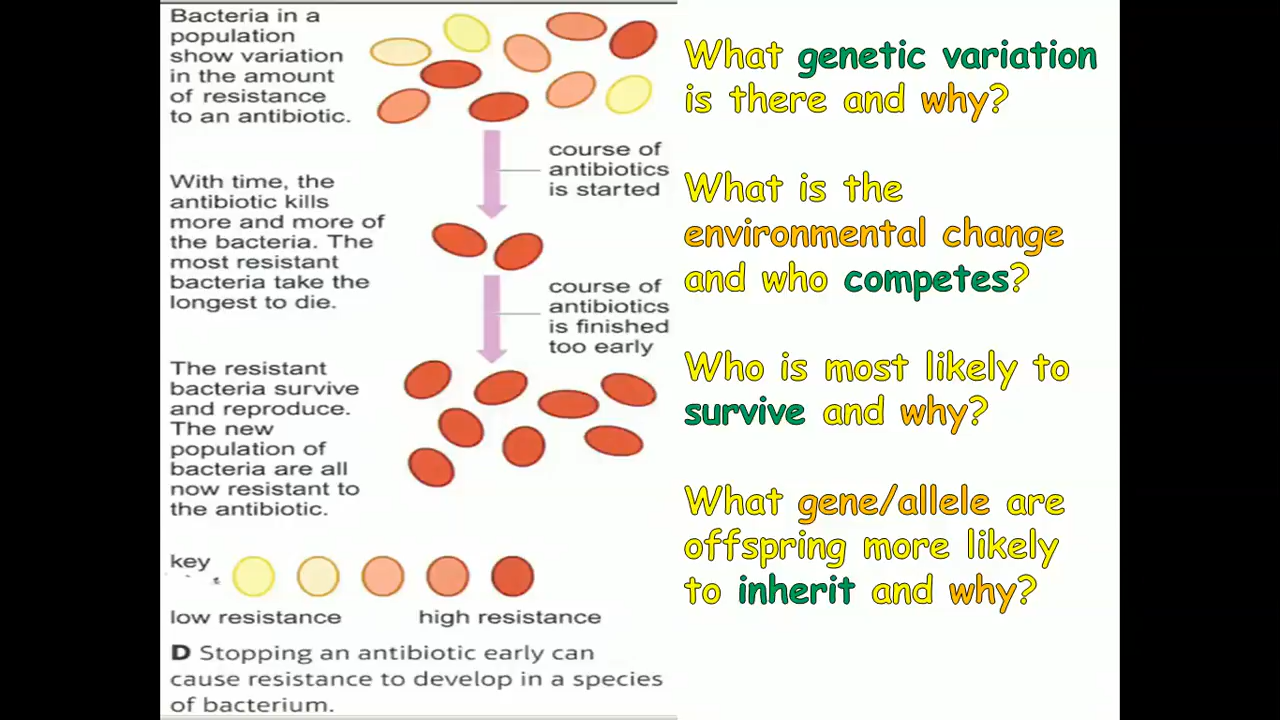 Bacteria in a
population
show variation
in the amount
of resistance
to an antibiotic.
course of
antibiotics
is started
With time, the
antibiotic kills
more and more of
the bacteria. The
most resistant
bacteria take the
longest to die.
course of
antibiotics
is finished
too early
The resistant
bacteria survive
and reproduce.
The new
population of
bacteria are all
now resistant to
the antibiotic.
key
low resistance
high resistance
D Stopping an antibiotic early can
cause resistance to develop in a species
of bacterium.
What genetic variation
is there and why?
What is the
environmental change
and who competes?
Who is most likely to
survive and why?
What gene/allele are
offspring more likely
to inherit and why?